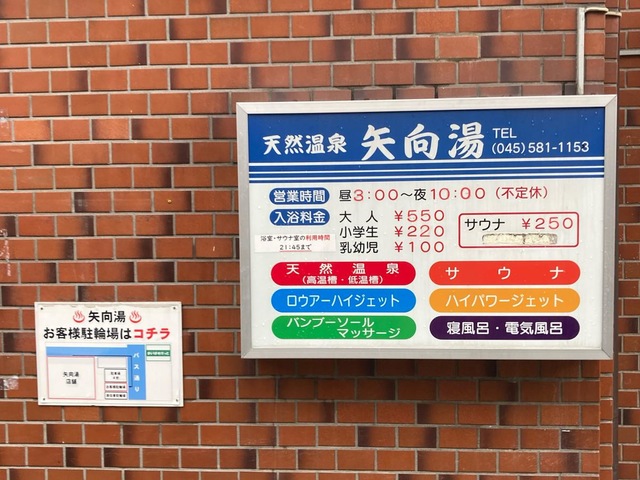 天然温泉 矢向湯 TEL (045)581-1153
営業時間 昼3:00〜夜10:00(不定休)
入浴料金 大人 ¥550
小学生 ¥220
乳幼児 ¥100
サウナ ¥250
浴室・サウナ室の利用時間
21:45まで
天然温泉
(高温槽・低温槽)
サウナ
ロウアーハイジェット
ハイパワージェット
バンブーソール
マッサージ
寝風呂・電気風呂
♨矢向湯♨
お客様駐輪場はコチラ
バス通り
矢向湯
店舗